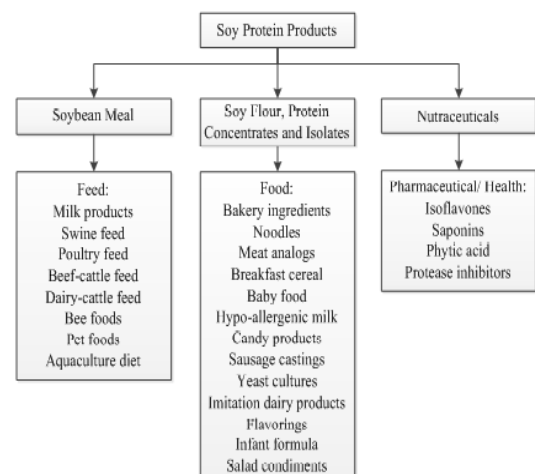 Soy Protein Products
Soybean Meal
Soy Flour, Protein
Concentrates and Isolates
Nutraceuticals
Feed:
Milk products
Swine feed
Poultry feed
Beef-cattle feed
Dairy-cattle feed
Bee foods
Pet foods
Aquaculture diet
Food:
Bakery ingredients
Noodles
Meat analogs
Breakfast cereal
Baby food
Hypo-allergenic milk
Candy products
Sausage castings
Yeast cultures
Imitation dairy products
Flavorings
Infant formula
Salad condiments
Pharmaceutical/ Health:
Isoflavones
Saponins
Phytic acid
Protease inhibitors